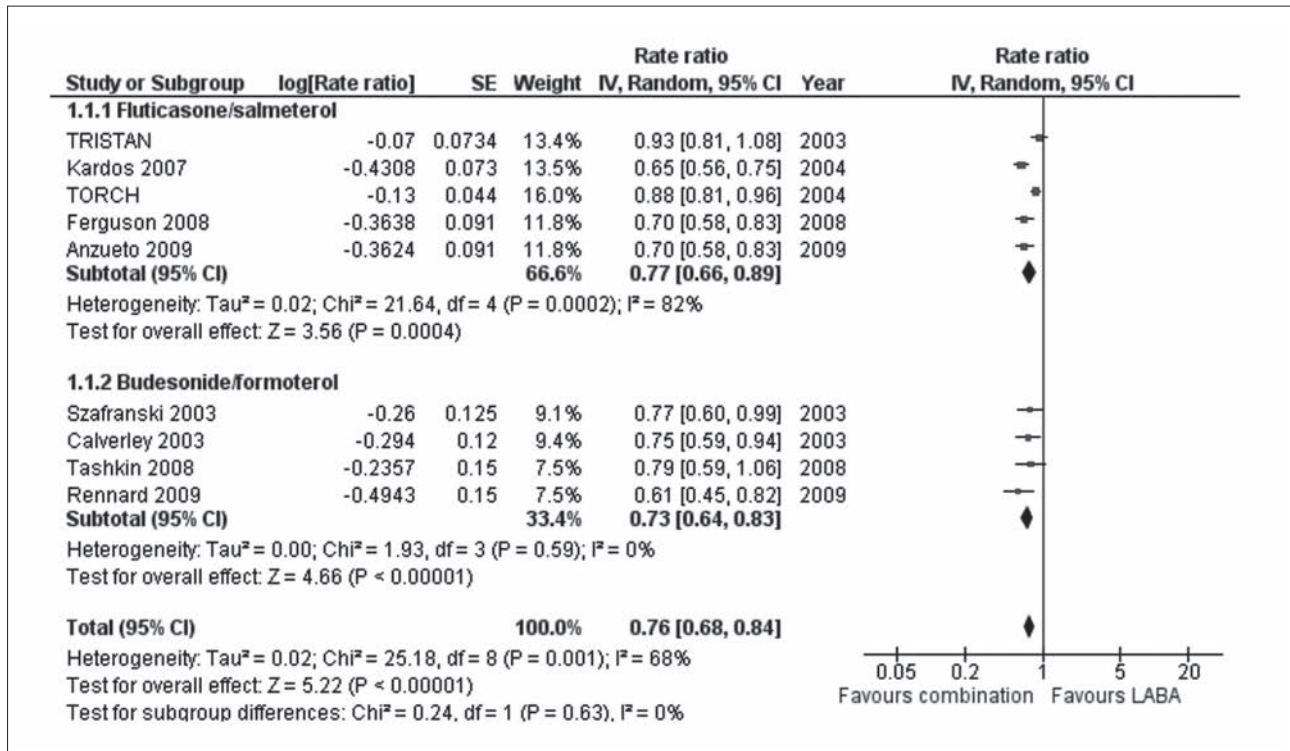 Rate ratio Rate ratio
Study or Subgroup log[Rate ratio] SE Weight IV, Random, 95% CI Year IV, Random, 95% CI
1.1.1 Fluticasone/salmeterol
TRISTAN -0.07 0.0734 13.4% 0.93 [0.81, 1.08] 2003
Kardos 2007 -0.4308 0.073 13.5% 0.65 [0.56, 0.75] 2004
TORCH -0.13 0.044 16.0% 0.88 [0.81, 0.96] 2004
Ferguson 2008 -0.3638 0.091 11.8% 0.70 [0.58, 0.83] 2008
Anzueto 2009 -0.3624 0.091 11.8% 0.70 [0.58, 0.83] 2009
Subtotal (95% CI) 66.6% 0.77 [0.66, 0.89]
Heterogeneity: Tau² = 0.02; Chi² = 21.64, df = 4 (P = 0.0002); I² = 82%
Test for overall effect: Z = 3.56 (P = 0.0004)
1.1.2 Budesonide/formoterol
Szafranski 2003 -0.26 0.125 9.1% 0.77 [0.60, 0.99] 2003
Calverley 2003 -0.294 0.12 9.4% 0.75 [0.59, 0.94] 2003
Tashkin 2008 -0.2357 0.15 7.5% 0.79 [0.59, 1.06] 2008
Rennard 2009 -0.4943 0.15 7.5% 0.61 [0.45, 0.82] 2009
Subtotal (95% CI) 33.4% 0.73 [0.64, 0.83]
Heterogeneity: Tau² = 0.00; Chi² = 1.93, df = 3 (P = 0.59); I² = 0%
Test for overall effect: Z = 4.66 (P < 0.00001)
Total (95% CI) 100.0% 0.76 [0.68, 0.84]
Heterogeneity: Tau² = 0.02; Chi² = 25.18, df = 8 (P = 0.001); I² = 68%
Test for overall effect: Z = 5.22 (P < 0.00001)
Test for subgroup differences: Chi² = 0.24, df = 1 (P = 0.63), I² = 0%
0.05 0.2 1 5 20
Favours combination Favours LABA